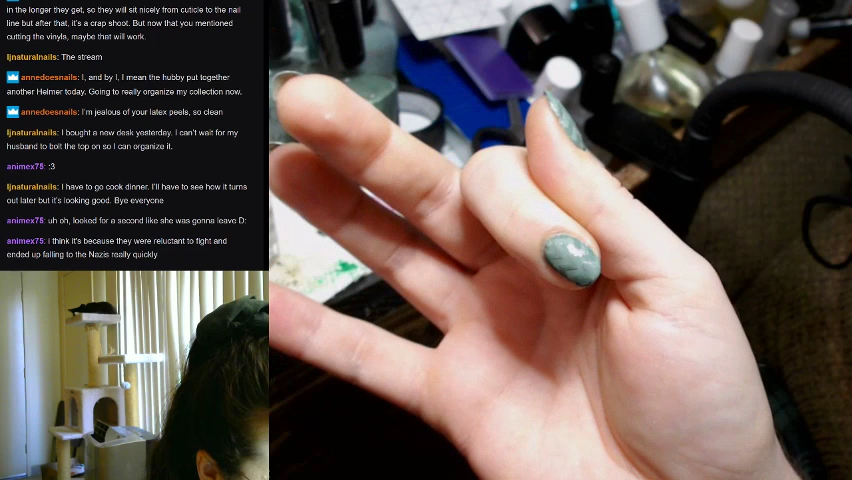 in the longer they get, so they will sit nicely from cuticle to the nail
line but after that, it's a crap shoot. But now that you mentioned
cutting the vinyls, maybe that will work.
ljnaturalnails: The stream
annedoesnails: I, and by I, I mean the hubby put together
another Helmer today. Going to really organize my collection now.
annedoesnails: I'm jealous of your latex peels, so clean
ljnaturalnails: I bought a new desk yesterday. I can't wait for my
husband to bolt the top on so I can organize it.
animex75: :3
ljnaturalnails: I have to go cook dinner. I'll have to see how it turns
out later but it's looking good. Bye everyone
animex75: uh oh, looked for a second like she was gonna leave D:
animex75: i think it's because they were reluctant to fight and
ended up falling to the Nazis really quickly